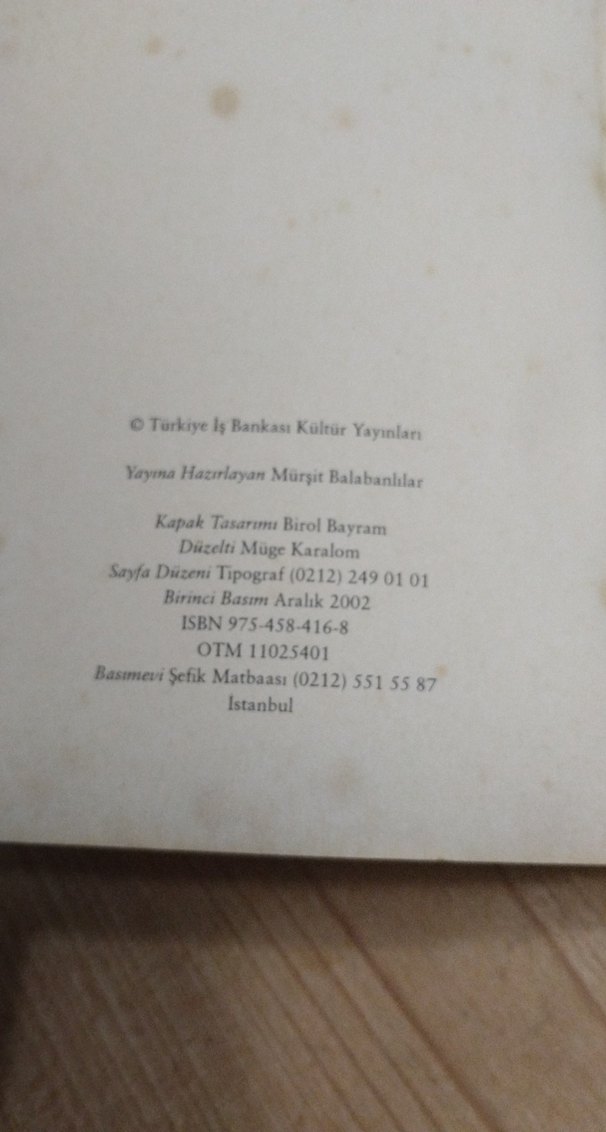 © Türkiye İş Bankası Kültür Yayınları
Yayına Hazırlayan Mürşit Balabanlılar
Kapak Tasarımı Birol Bayram
Düzelti Müge Karalom
Sayfa Düzeni Tipograf (0212) 249 01 01
Birinci Basım Aralık 2002
ISBN 975-458-416-8
OTM 11025401
Basımevi Şefik Matbaası (0212) 551 55 87
İstanbul